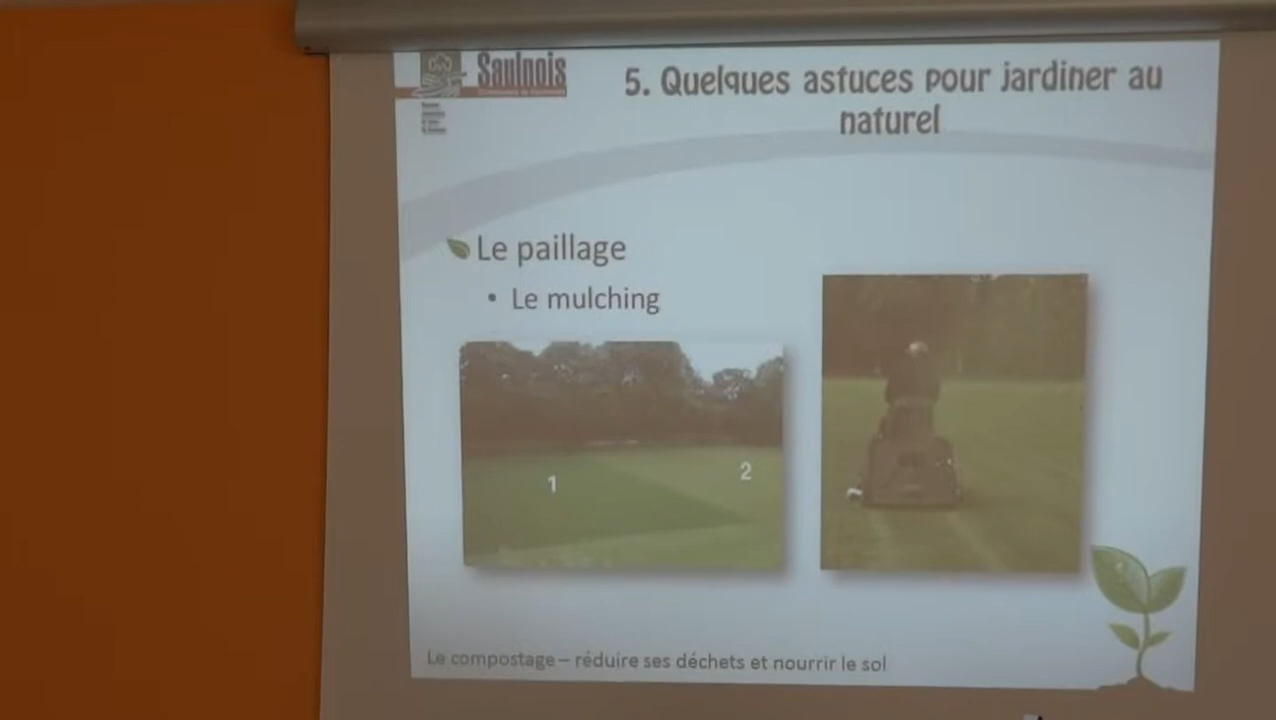 Saulnois
5. Quelques astuces pour jardiner au
naturel
Le paillage
• Le mulching
1
2
Le compostage – réduire ses déchets et nourrir le sol